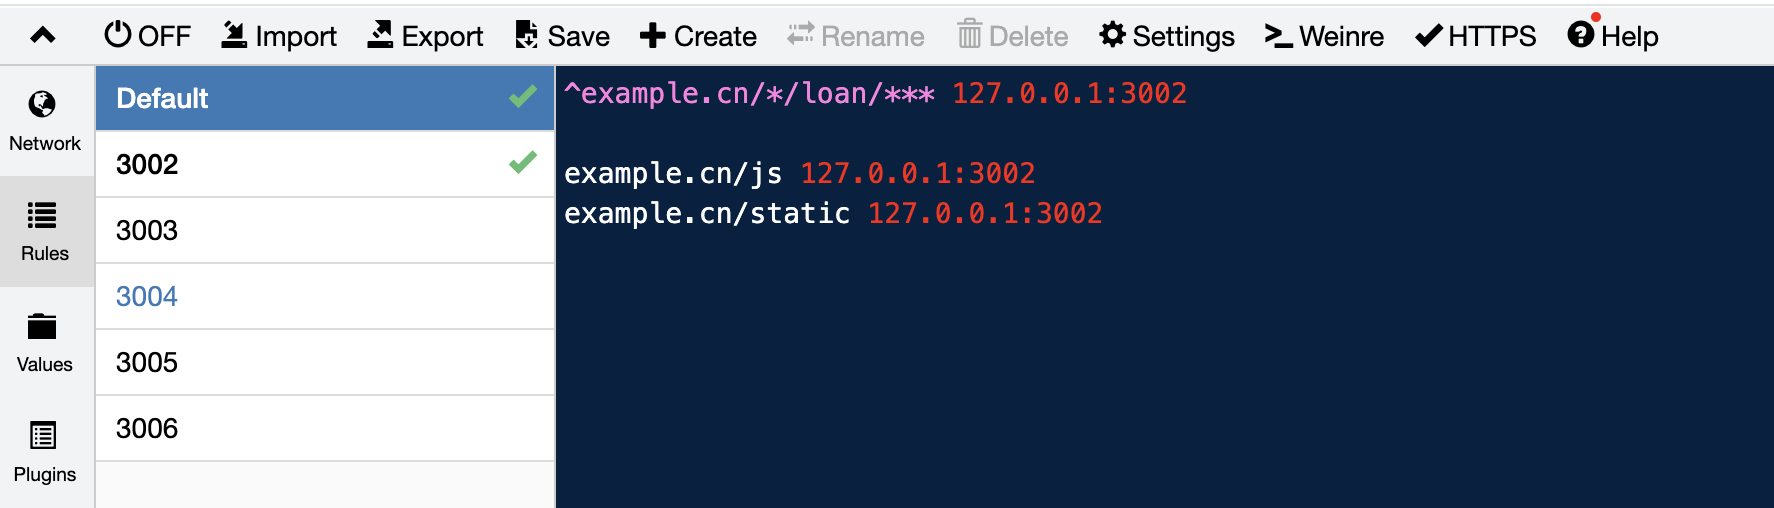 OFF Import Export Save Create Rename Delete Settings Weinre HTTPS Help
Network
Rules
Values
Plugins
Default
3002
3003
3004
3005
3006
^example.cn/*/loan/*** 127.0.0.1:3002
example.cn/js 127.0.0.1:3002
example.cn/static 127.0.0.1:3002